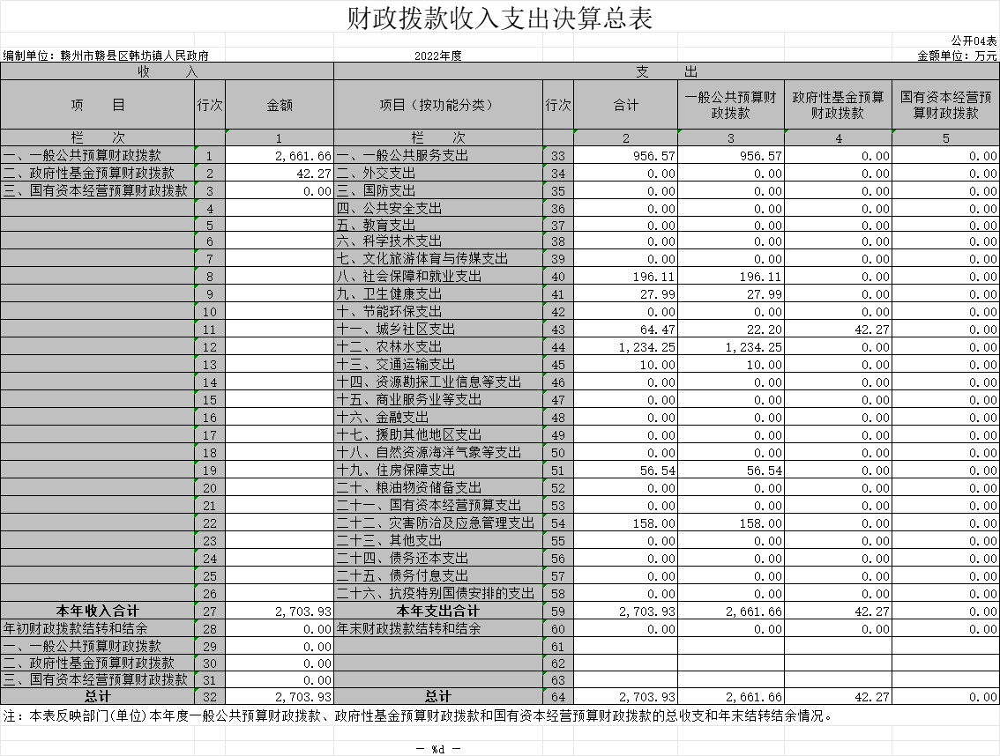 财政拨款收入支出决算总表
公开04表
编制单位：赣州市赣县区韩坊镇人民政府 2022年度 金额单位：万元
收 入 支 出
项 目 行次 金额 项目（按功能分类） 行次 合计 一般公共预算财政拨款 政府性基金预算财政拨款 国有资本经营预算财政拨款
栏 次 1 栏 次 2 3 4 5
一、一般公共预算财政拨款 1 2,661.66 一、一般公共服务支出 33 956.57 956.57 0.00 0.00
二、政府性基金预算财政拨款 2 42.27 二、外交支出 34 0.00 0.00 0.00 0.00
三、国有资本经营预算财政拨款 3 0.00 三、国防支出 35 0.00 0.00 0.00 0.00
4 四、公共安全支出 36 0.00 0.00 0.00 0.00
5 五、教育支出 37 0.00 0.00 0.00 0.00
6 六、科学技术支出 38 0.00 0.00 0.00 0.00
7 七、文化旅游体育与传媒支出 39 0.00 0.00 0.00 0.00
8 八、社会保障和就业支出 40 196.11 196.11 0.00 0.00
9 九、卫生健康支出 41 27.99 27.99 0.00 0.00
10 十、节能环保支出 42 0.00 0.00 0.00 0.00
11 十一、城乡社区支出 43 64.47 22.20 42.27 0.00
12 十二、农林水支出 44 1,234.25 1,234.25 0.00 0.00
13 十三、交通运输支出 45 10.00 10.00 0.00 0.00
14 十四、资源勘探工业信息等支出 46 0.00 0.00 0.00 0.00
15 十五、商业服务业等支出 47 0.00 0.00 0.00 0.00
16 十六、金融支出 48 0.00 0.00 0.00 0.00
17 十七、援助其他地区支出 49 0.00 0.00 0.00 0.00
18 十八、自然资源海洋气象等支出 50 0.00 0.00 0.00 0.00
19 十九、住房保障支出 51 56.54 56.54 0.00 0.00
20 二十、粮油物资储备支出 52 0.00 0.00 0.00 0.00
21 二十一、国有资本经营预算支出 53 0.00 0.00 0.00 0.00
22 二十二、灾害防治及应急管理支出 54 158.00 158.00 0.00 0.00
23 二十三、其他支出 55 0.00 0.00 0.00 0.00
24 二十四、债务还本支出 56 0.00 0.00 0.00 0.00
25 二十五、债务付息支出 57 0.00 0.00 0.00 0.00
26 二十六、抗疫特别国债安排的支出 58 0.00 0.00 0.00 0.00
本年收入合计 27 2,703.93 本年支出合计 59 2,703.93 2,661.66 42.27 0.00
年初财政拨款结转和结余 28 0.00 年末财政拨款结转和结余 60 0.00 0.00 0.00 0.00
一、一般公共预算财政拨款 29 0.00 61
二、政府性基金预算财政拨款 30 0.00 62
三、国有资本经营预算财政拨款 31 0.00 63
总计 32 2,703.93 总计 64 2,703.93 2,661.66 42.27 0.00
注：本表反映部门(单位)本年度一般公共预算财政拨款、政府性基金预算财政拨款和国有资本经营预算财政拨款的总收支和年末结转结余情况。
— %d —